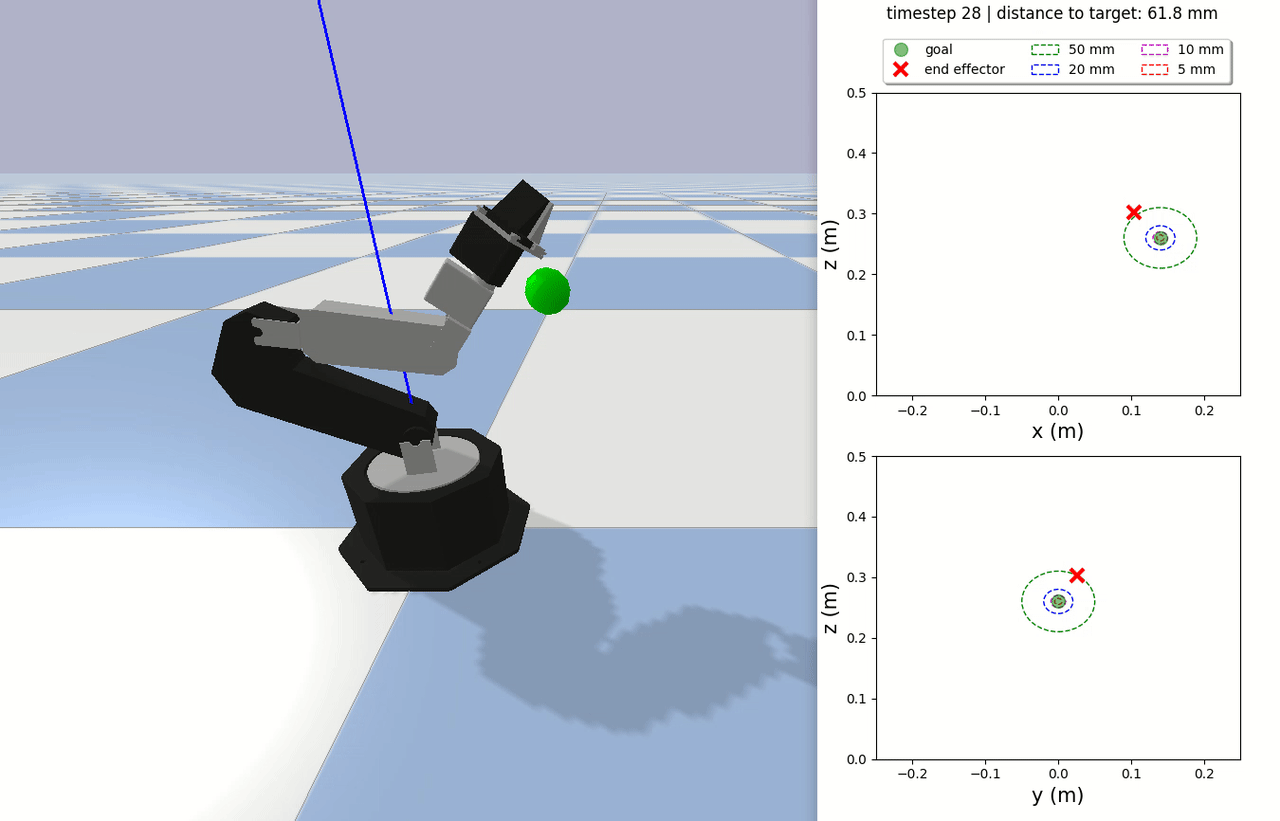 timestep 28 | distance to target: 61.8 mm
goal 50 mm 10 mm
end effector 20 mm 5 mm
0.5
0.4
0.3
0.2
0.1
0.0
z (m)
−0.2 −0.1 0.0 0.1 0.2
x (m)
0.5
0.4
0.3
0.2
0.1
0.0
z (m)
−0.2 −0.1 0.0 0.1 0.2
y (m)